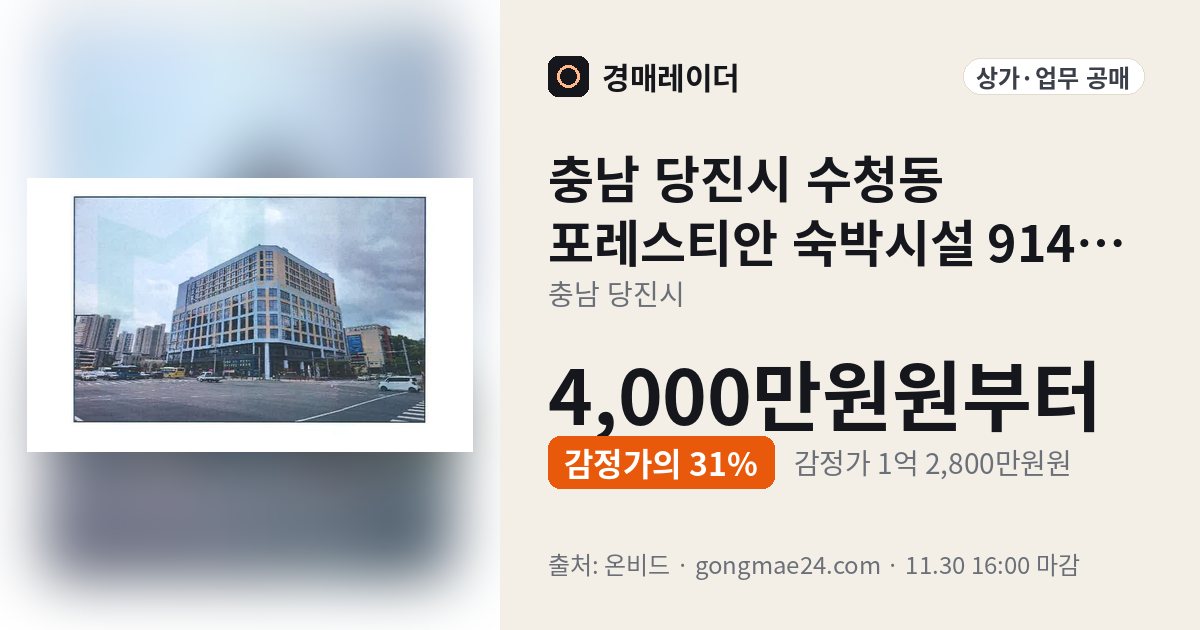 경매레이더
상가·업무 공매
충남 당진시 수청동
포레스티안 숙박시설 914…
충남 당진시
4,000만원원부터
감정가의 31%
감정가 1억 2,800만원원
출처: 온비드 · gongmae24.com · 11.30 16:00 마감